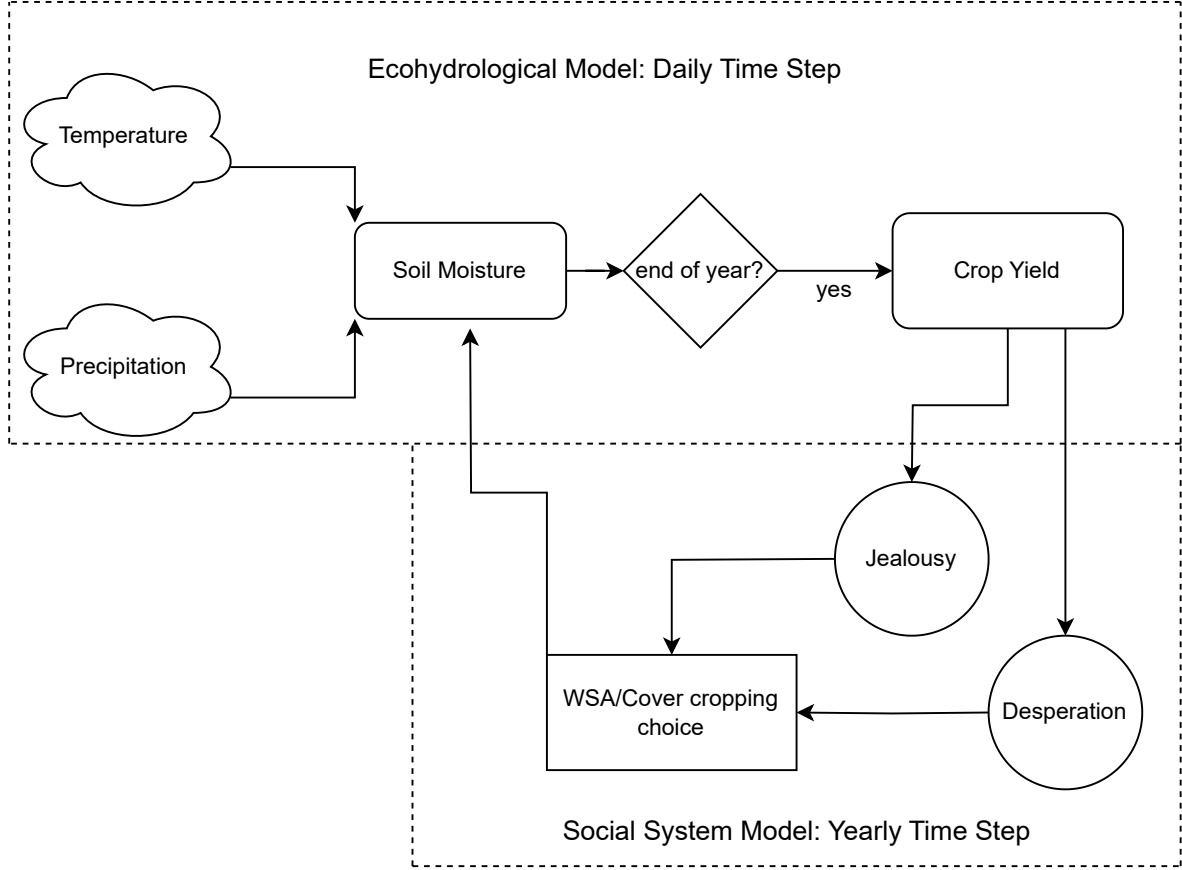 Ecohydrological Model: Daily Time Step
Temperature
Soil Moisture
end of year?
yes
Crop Yield
Precipitation
Jealousy
WSA/Cover cropping
choice
Desperation
Social System Model: Yearly Time Step